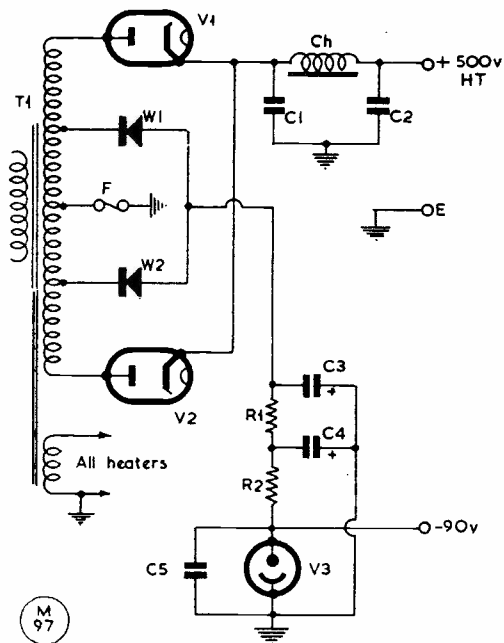 V1
Ch
+ 500v
HT
T1
W1
C1
C2
F
E
W2
C3
V2
R1
C4
All heaters
R2
-90v
C5
V3
M
97